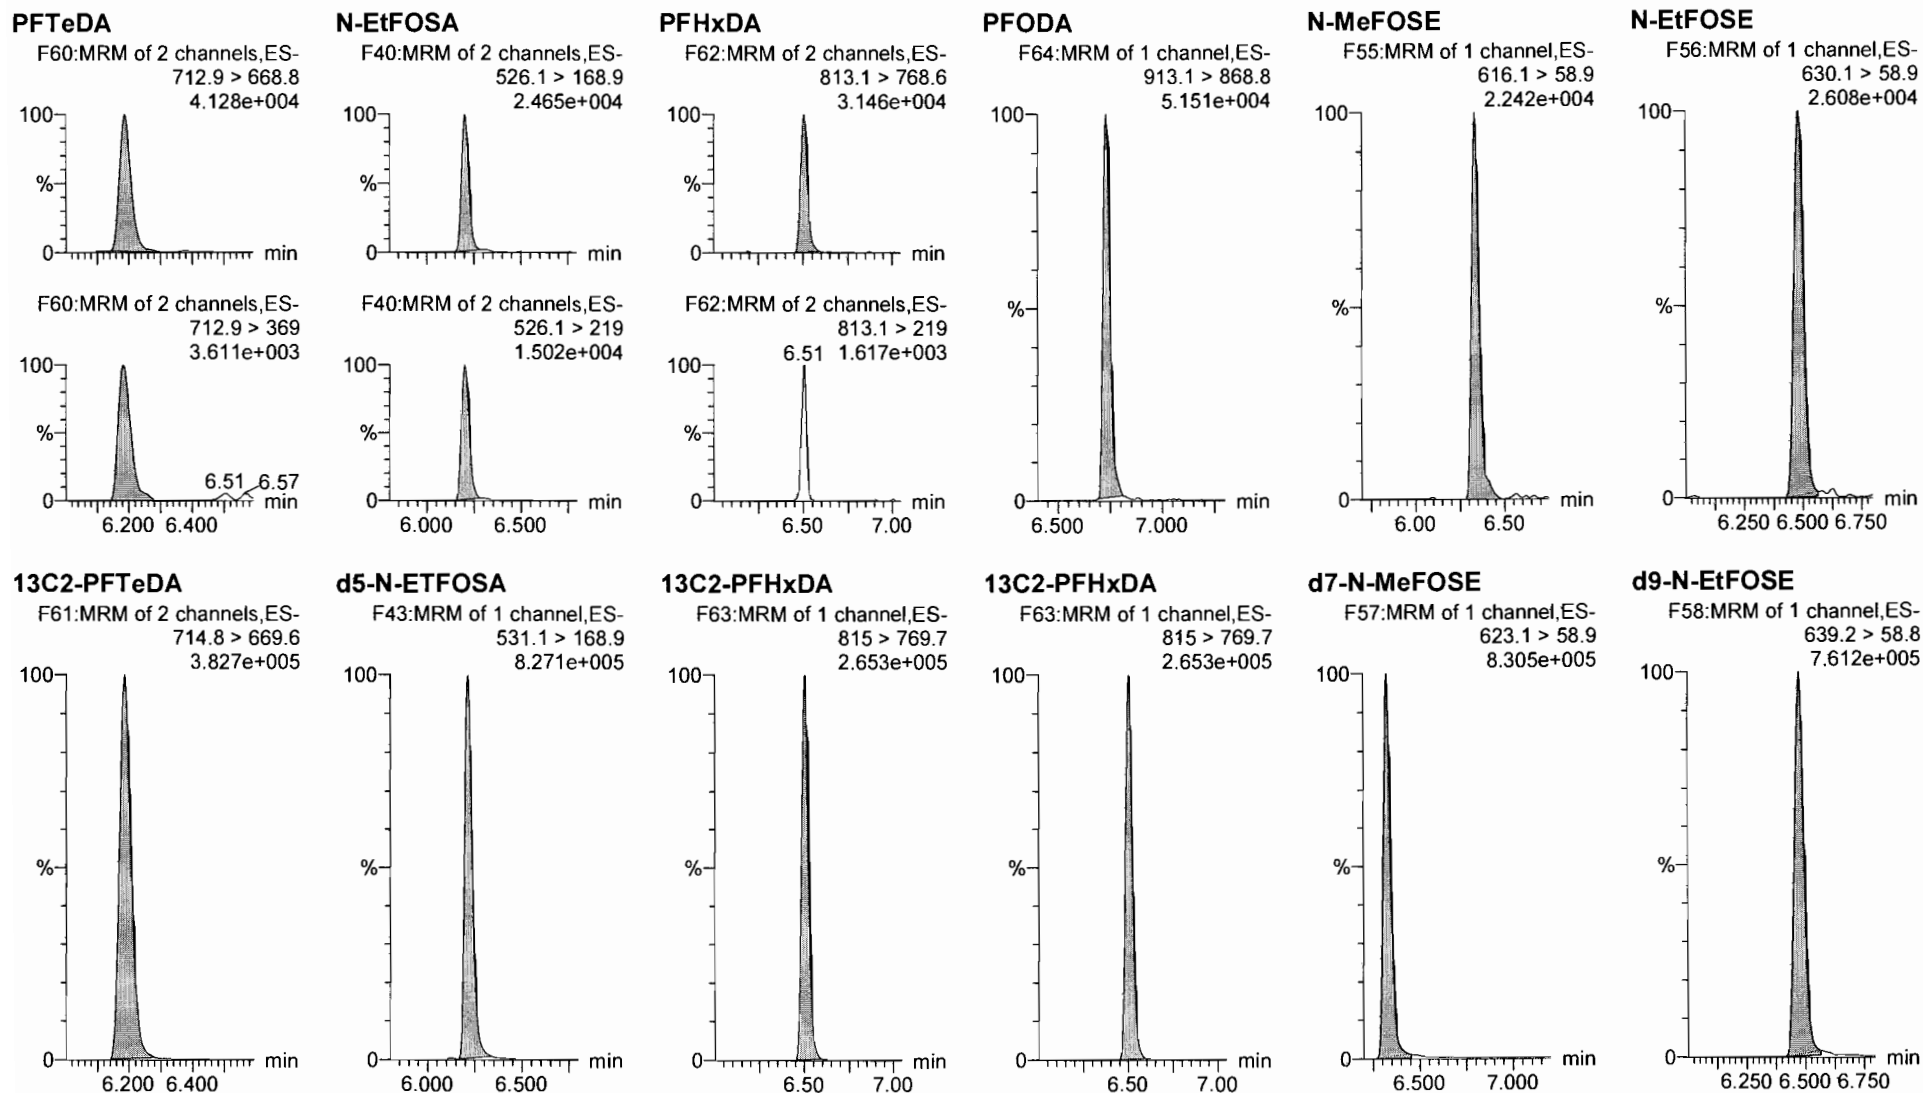 PFTeDA
F60:MRM of 2 channels,ES-
712.9 > 668.8
4.128e+004
100
%
0
min
F60:MRM of 2 channels,ES-
712.9 > 369
3.611e+003
100
%
6.51
6.57
0
min
6.200 6.400
N-EtFOSA
F40:MRM of 2 channels,ES-
526.1 > 168.9
2.465e+004
100
%
0
min
F40:MRM of 2 channels,ES-
526.1 > 219
1.502e+004
100
%
0
min
6.000 6.500
PFHxDA
F62:MRM of 2 channels,ES-
813.1 > 768.6
3.146e+004
100
%
0
min
F62:MRM of 2 channels,ES-
813.1 > 219
6.51 1.617e+003
100
%
0
min
6.50 7.00
PFODA
F64:MRM of 1 channel,ES-
913.1 > 868.8
5.151e+004
100
%
0
min
6.500 7.000
N-MeFOSE
F55:MRM of 1 channel,ES-
616.1 > 58.9
2.242e+004
100
%
0
min
6.00 6.50
N-EtFOSE
F56:MRM of 1 channel,ES-
630.1 > 58.9
2.608e+004
100
%
0
min
6.250 6.500 6.750
13C2-PFTeDA
F61:MRM of 2 channels,ES-
714.8 > 669.6
3.827e+005
100
%
0
min
6.200 6.400
d5-N-ETFOSA
F43:MRM of 1 channel,ES-
531.1 > 168.9
8.271e+005
100
%
0
min
6.000 6.500
13C2-PFHxDA
F63:MRM of 1 channel,ES-
815 > 769.7
2.653e+005
100
%
0
min
6.50 7.00
13C2-PFHxDA
F63:MRM of 1 channel,ES-
815 > 769.7
2.653e+005
100
%
0
min
6.50 7.00
d7-N-MeFOSE
F57:MRM of 1 channel,ES-
623.1 > 58.9
8.305e+005
100
%
0
min
6.500 7.000
d9-N-EtFOSE
F58:MRM of 1 channel,ES-
639.2 > 58.8
7.612e+005
100
%
0
min
6.250 6.500 6.750